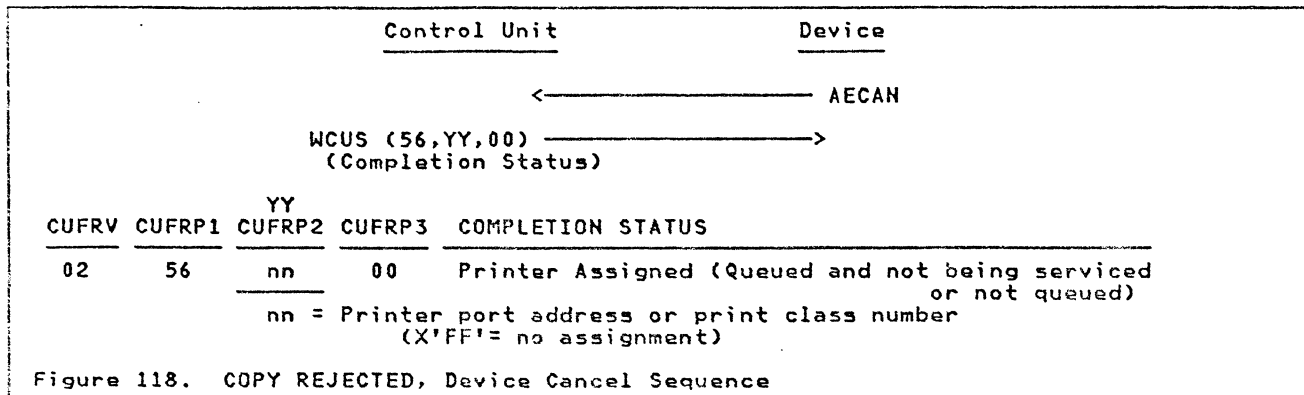 Control Unit Device
<—————— AECAN
WCUS (56,YY,00) ——————>
(Completion Status)
YY
CUFRV CUFRP1 CUFRP2 CUFRP3 COMPLETION STATUS
02 56 nn 00 Printer Assigned (Queued and not being serviced
or not queued)
nn = Printer port address or print class number
(X'FF'= no assignment)
Figure 118. COPY REJECTED, Device Cancel Sequence